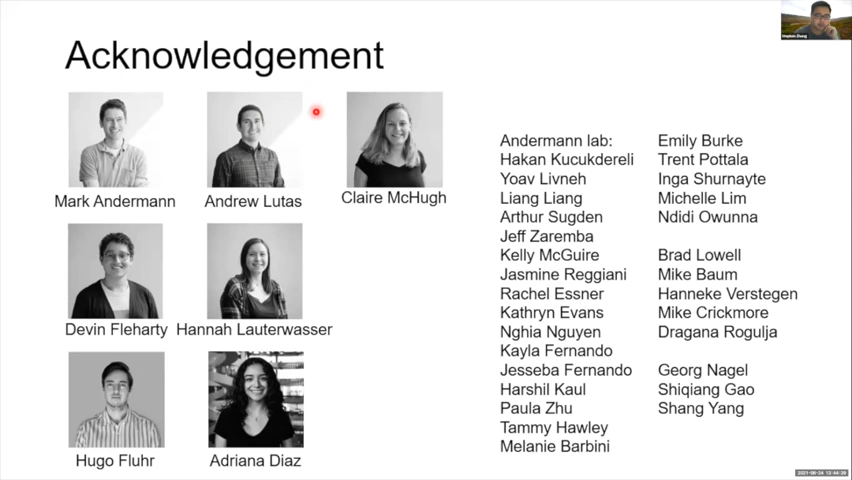 Acknowledgement
Stephen Zhang
Mark Andermann
Andrew Lutas
Claire McHugh
Devin Fleharty
Hannah Lauterwasser
Hugo Fluhr
Adriana Diaz
Andermann lab:
Hakan Kucukdereli
Yoav Livneh
Liang Liang
Arthur Sugden
Jeff Zaremba
Kelly McGuire
Jasmine Reggiani
Rachel Essner
Kathryn Evans
Nghia Nguyen
Kayla Fernando
Jesseba Fernando
Harshil Kaul
Paula Zhu
Tammy Hawley
Melanie Barbini
Emily Burke
Trent Pottala
Inga Shurnayte
Michelle Lim
Ndidi Owunna
Brad Lowell
Mike Baum
Hanneke Verstegen
Mike Crickmore
Dragana Rogulja
Georg Nagel
Shiqiang Gao
Shang Yang